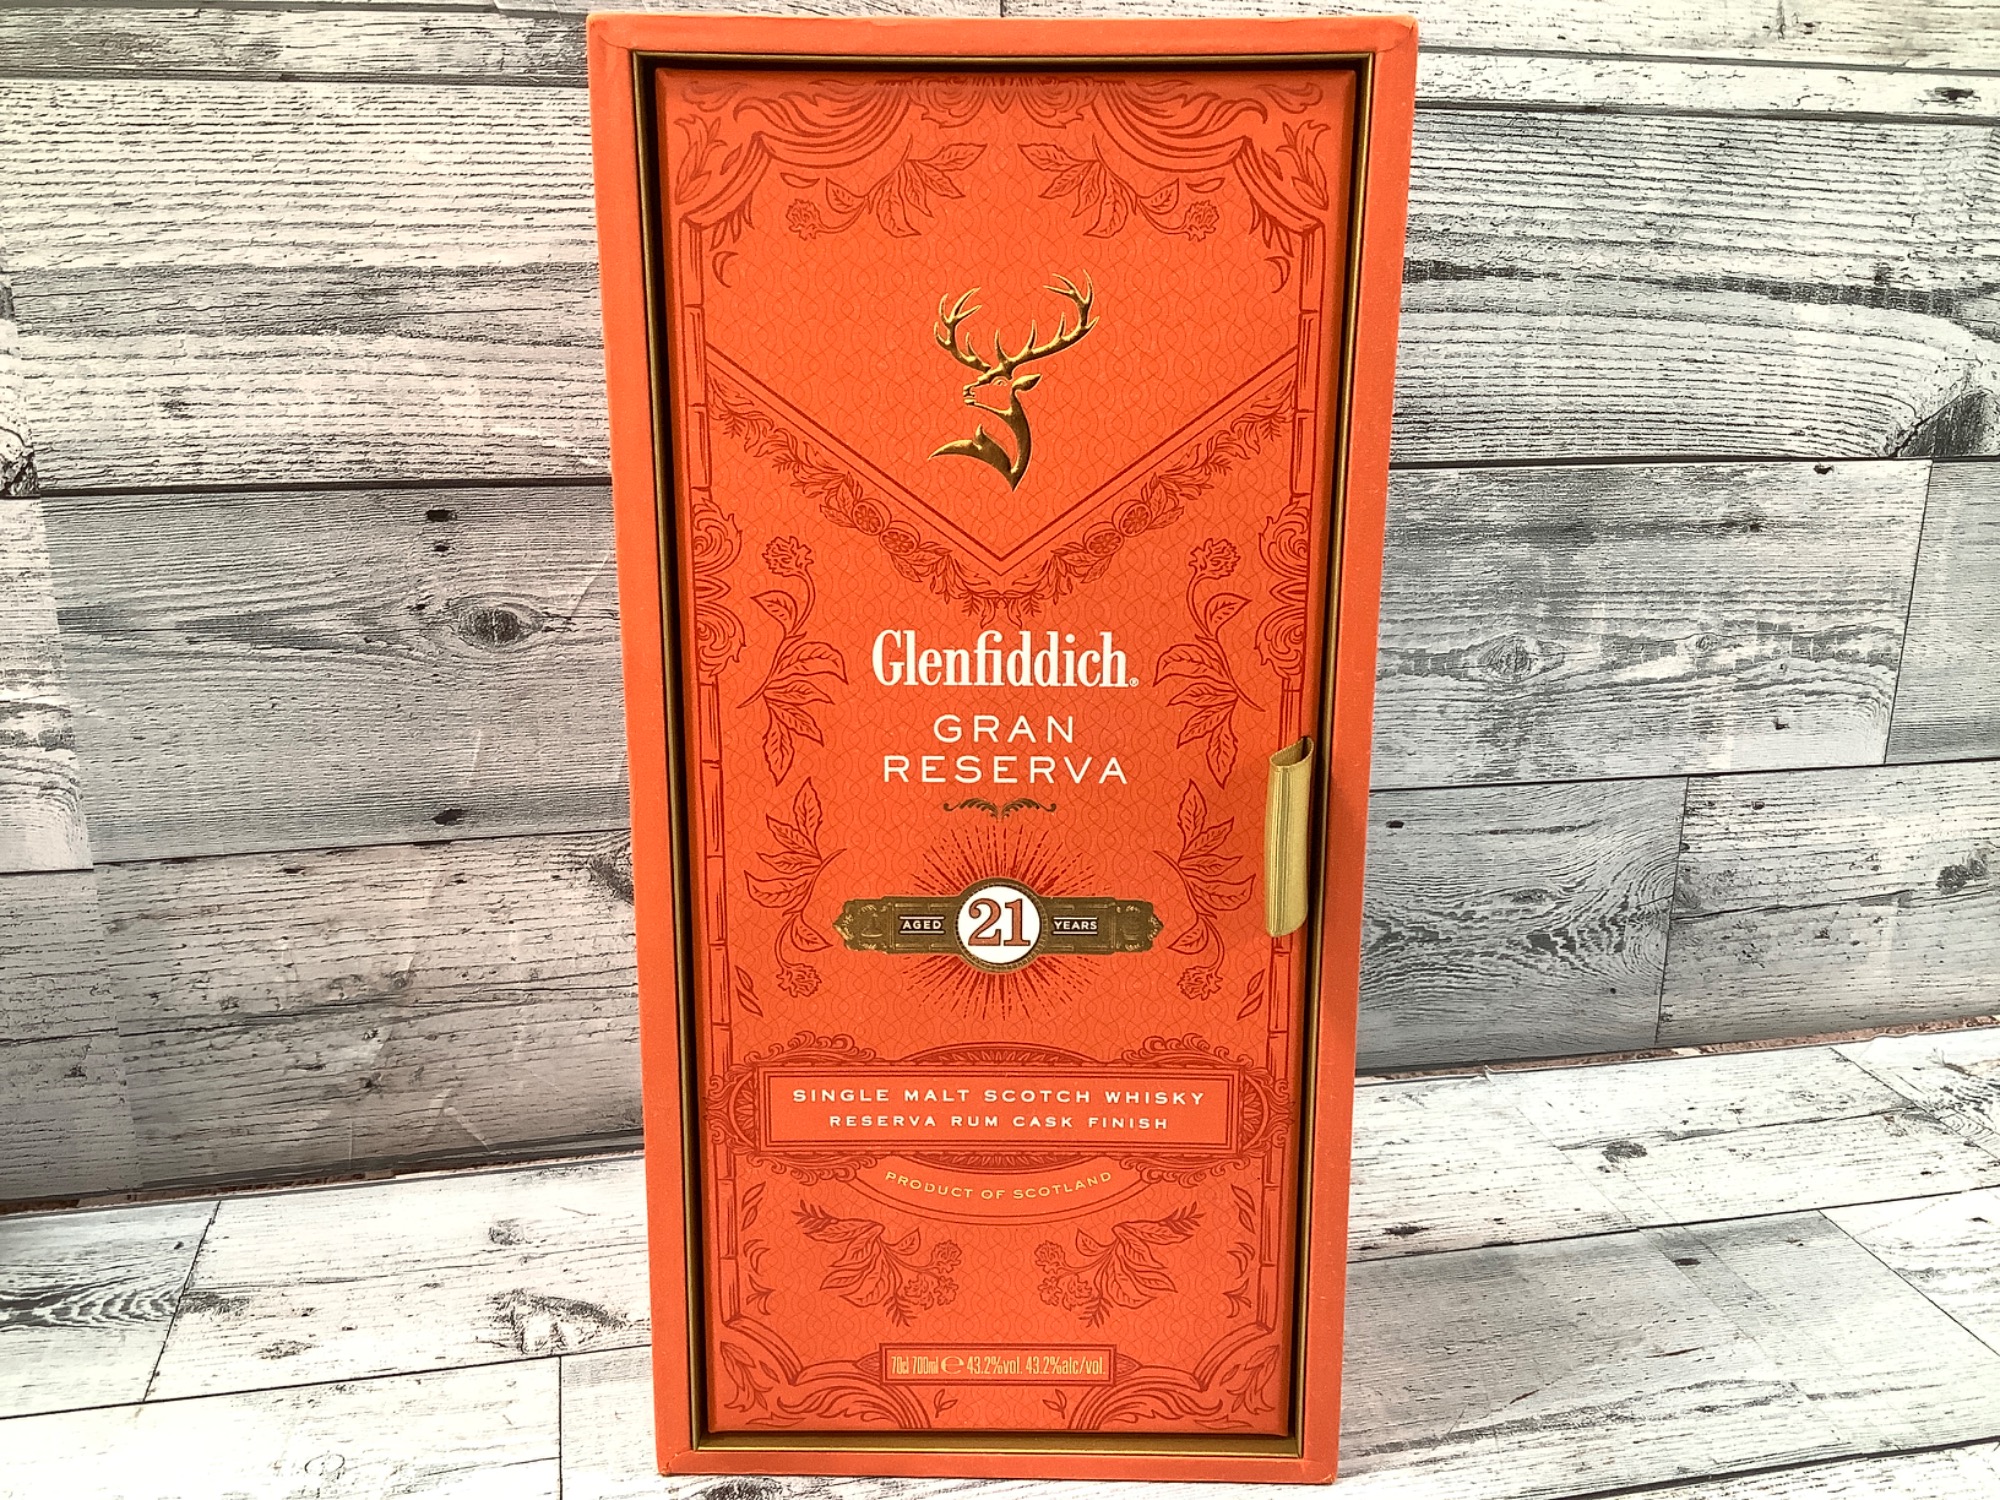 Glenfiddich®
GRAN
RESERVA
AGED 21 YEARS
SINGLE MALT SCOTCH WHISKY
RESERVA RUM CASK FINISH
PRODUCT OF SCOTLAND
70cl 700ml ℮ 43.2%vol. 43.2%alc/vol.